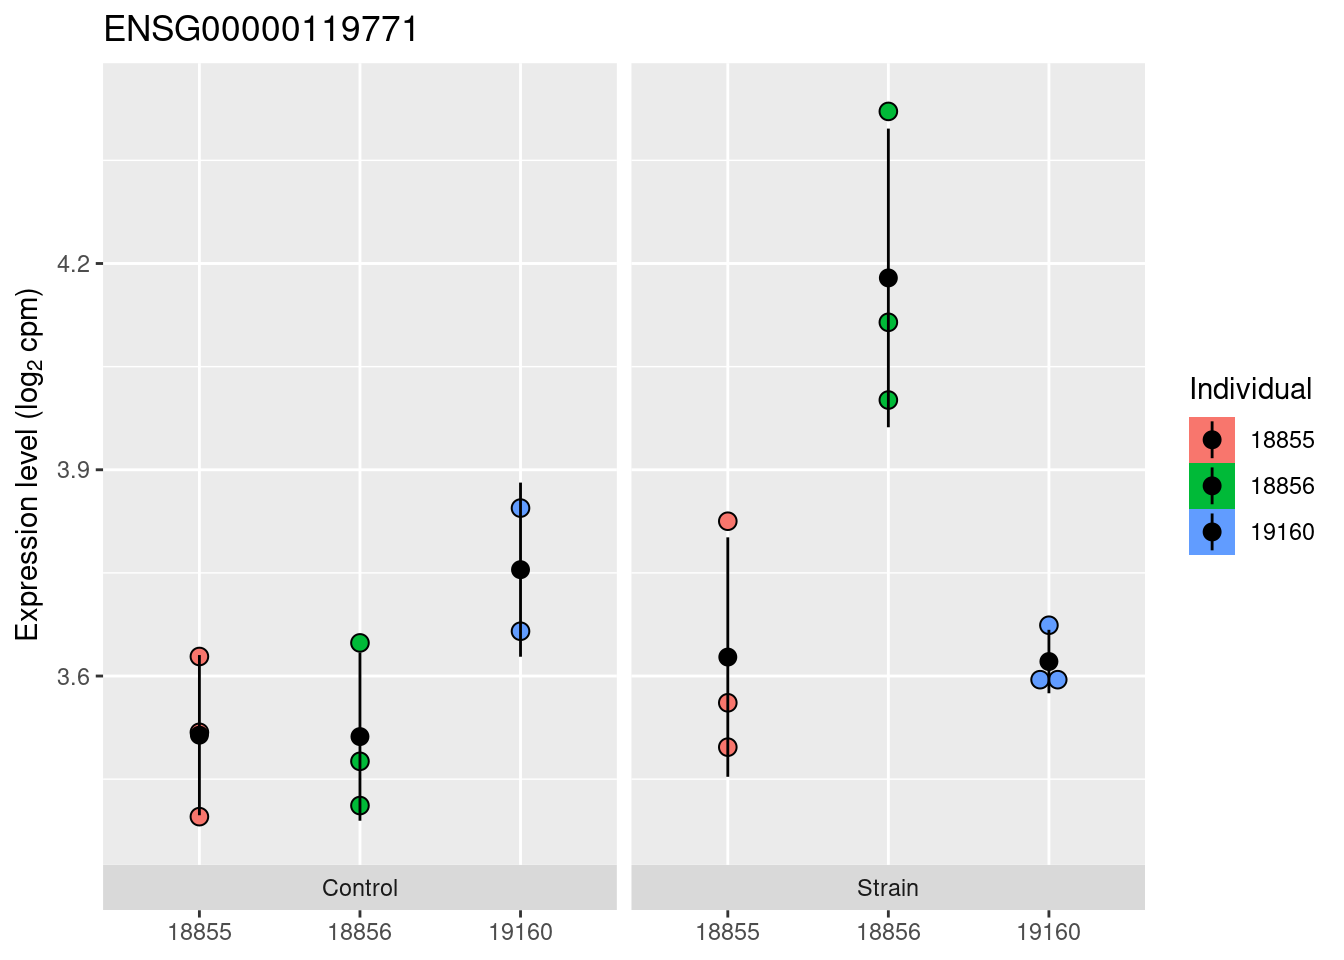 ENSG00000119771
Expression level (log₂ cpm)
4.2
3.9
3.6
Control
Strain
18855
18856
19160
18855
18856
19160
Individual
18855
18856
19160